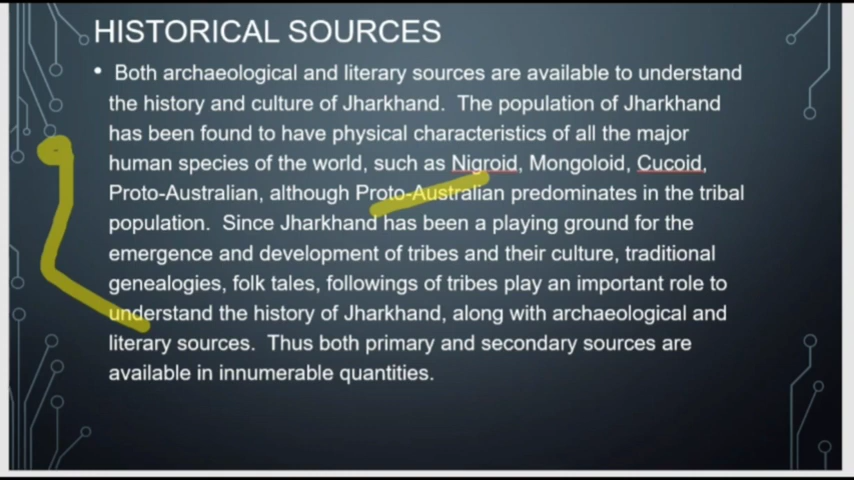 HISTORICAL SOURCES
• Both archaeological and literary sources are available to understand
the history and culture of Jharkhand. The population of Jharkhand
has been found to have physical characteristics of all the major
human species of the world, such as Nigroid, Mongoloid, Cucoid,
Proto-Australian, although Proto-Australian predominates in the tribal
population. Since Jharkhand has been a playing ground for the
emergence and development of tribes and their culture, traditional
genealogies, folk tales, followings of tribes play an important role to
understand the history of Jharkhand, along with archaeological and
literary sources. Thus both primary and secondary sources are
available in innumerable quantities.